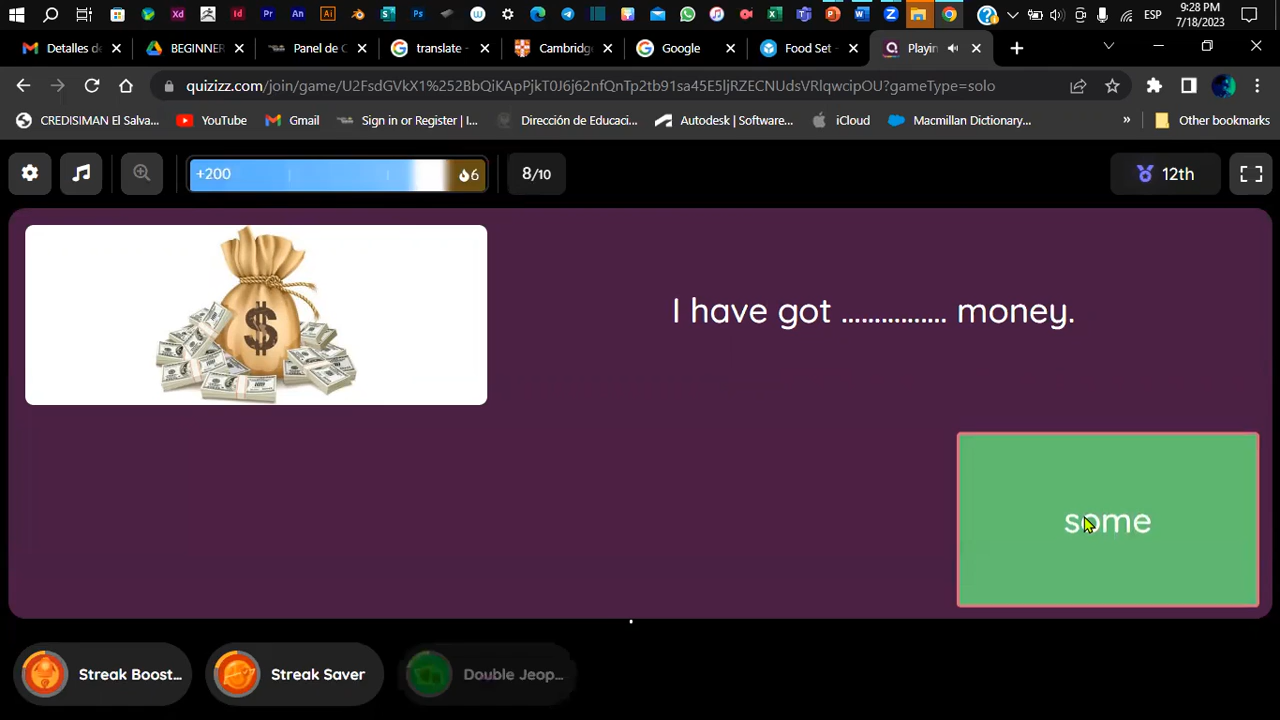 9:28 PM
ESP
7/18/2023
Detalles de
BEGINNER
Panel de C
translate -
Cambridg
Google
Food Set -
Playin
quizizz.com/join/game/U2FsdGVkX1%252BbQiKApPjkT0J6j62nfQnTp2tb91sa45E5ljRZECNUdsVRlqwcipOU?gameType=solo
CREDISIMAN El Salva...
YouTube
Gmail
Sign in or Register | I...
Dirección de Educaci...
Autodesk | Software...
iCloud
Macmillan Dictionary...
»
Other bookmarks
+200
6
8/10
12th
$
I have got ................ money.
some
Streak Boost...
Streak Saver
Double Jeop...